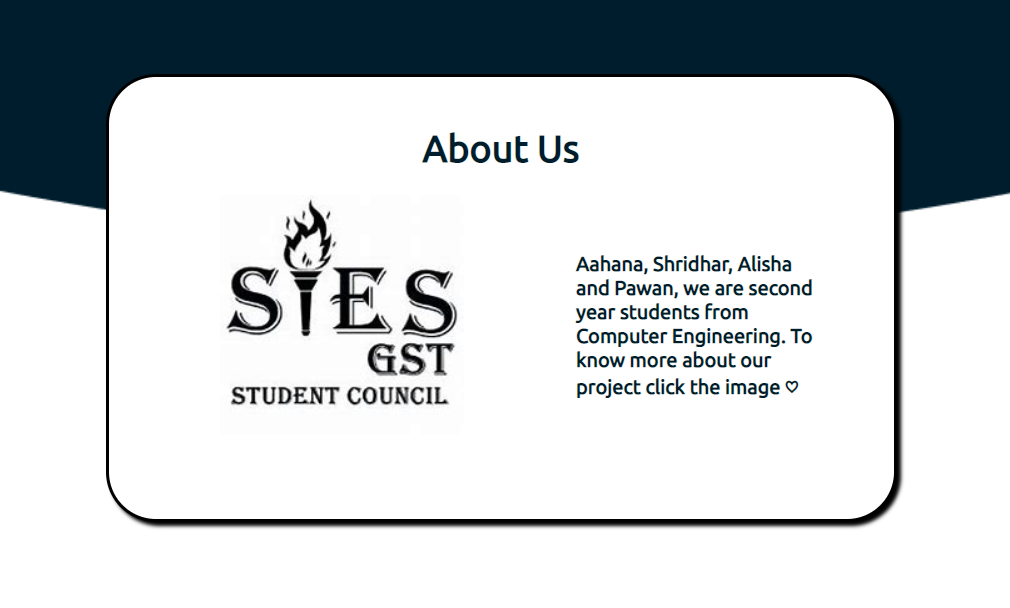 About Us
SIES
GST
STUDENT COUNCIL
Aahana, Shridhar, Alisha
and Pawan, we are second
year students from
Computer Engineering. To
know more about our
project click the image ♡